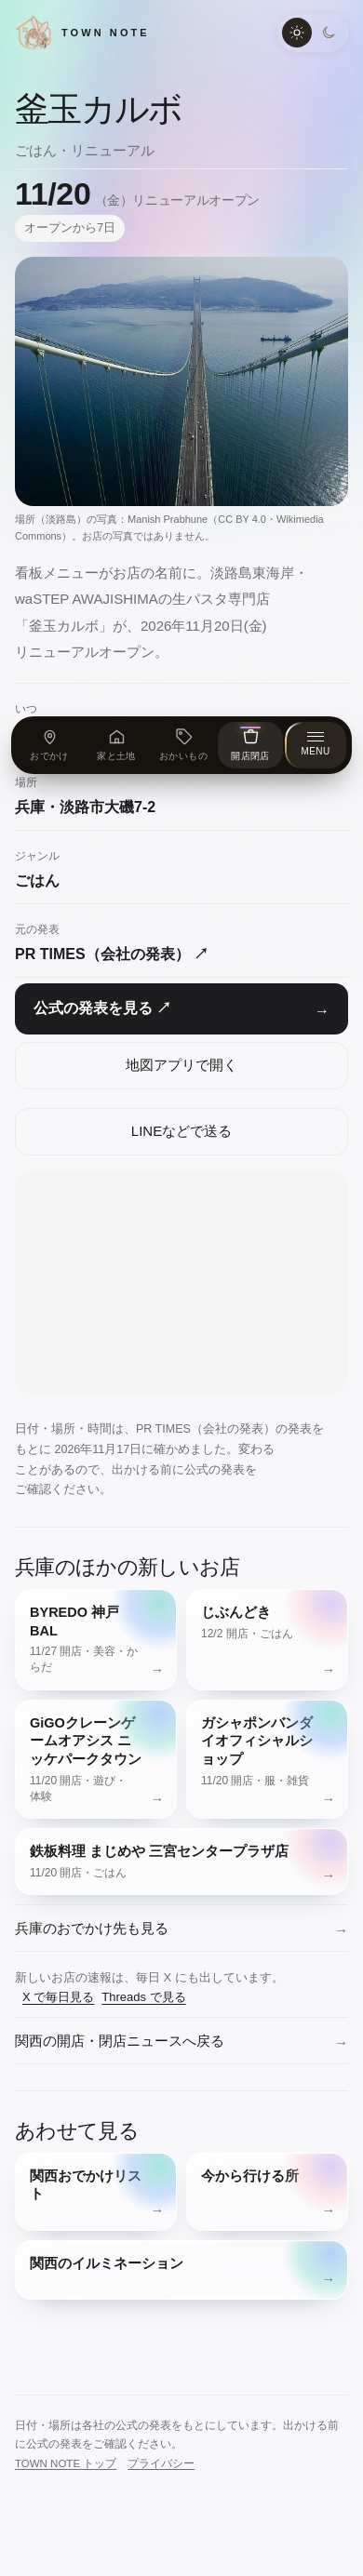 TOWN NOTE
釜玉カルボ
ごはん・リニューアル
11/20 （金）リニューアルオープン
オープンから7日
場所（淡路島）の写真：Manish Prabhune（CC BY 4.0・Wikimedia
Commons）。お店の写真ではありません。
看板メニューがお店の名前に。淡路島東海岸・
waSTEP AWAJISHIMAの生パスタ専門店
「釜玉カルボ」が、2026年11月20日(金)
リニューアルオープン。
いつ
おでかけ 家と土地 おかいもの 開店閉店 MENU
場所
兵庫・淡路市大磯7-2
ジャンル
ごはん
元の発表
PR TIMES（会社の発表） ↗
公式の発表を見る ↗ →
地図アプリで開く
LINEなどで送る
日付・場所・時間は、PR TIMES（会社の発表）の発表を
もとに 2026年11月17日に確かめました。変わる
ことがあるので、出かける前に公式の発表を
ご確認ください。
兵庫のほかの新しいお店
BYREDO 神戸
BAL
11/27 開店・美容・か
らだ →
じぶんどき
12/2 開店・ごはん
→
GiGOクレーンゲ
ームオアシス ニ
ッケパークタウン
11/20 開店・遊び・
体験 →
ガシャポンバンダ
イオフィシャルシ
ョップ
11/20 開店・服・雑貨
→
鉄板料理 まじめや 三宮センタープラザ店
11/20 開店・ごはん →
兵庫のおでかけ先も見る →
新しいお店の速報は、毎日 X にも出しています。
X で毎日見る Threads で見る
関西の開店・閉店ニュースへ戻る →
あわせて見る
関西おでかけリス
ト →
今から行ける所
→
関西のイルミネーション
→
日付・場所は各社の公式の発表をもとにしています。出かける前
に公式の発表をご確認ください。
TOWN NOTE トップ プライバシー